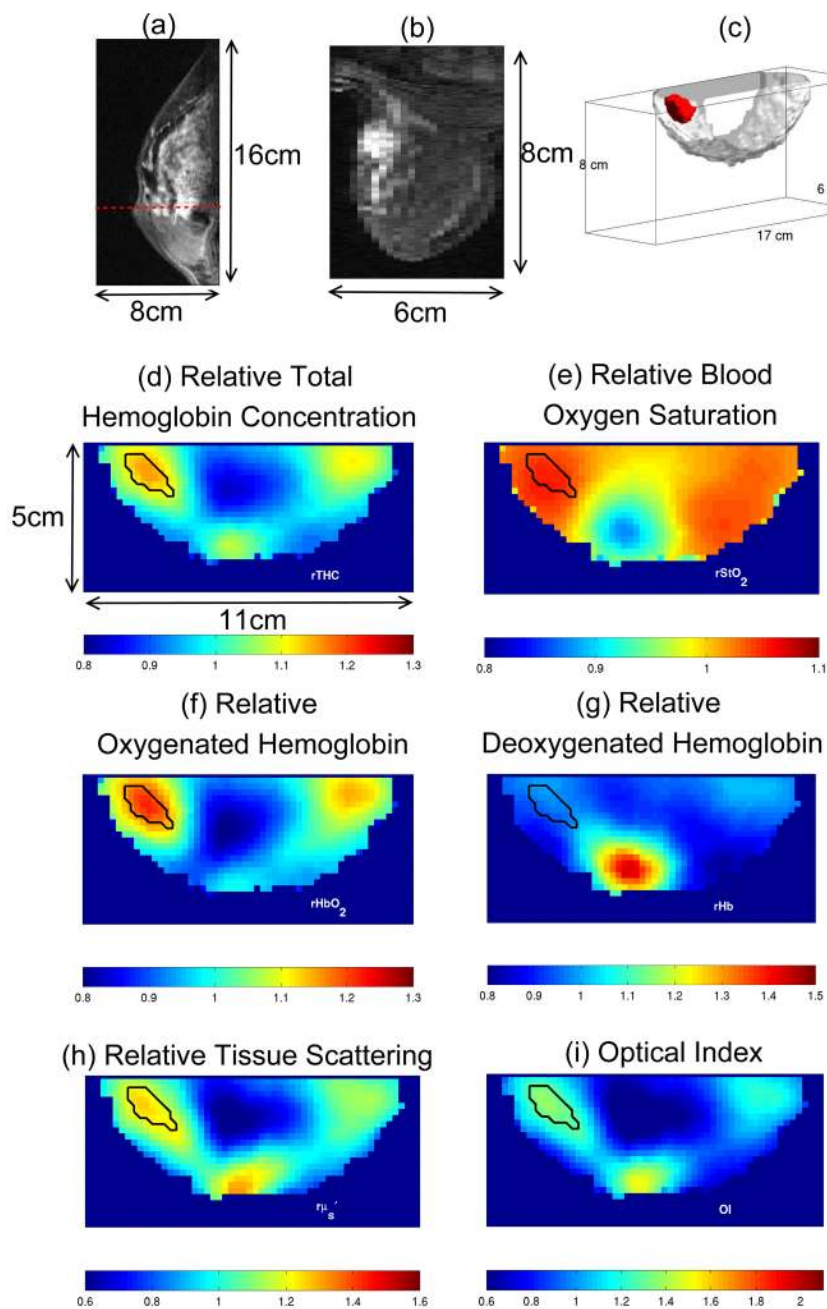 (a)
(b)
(c)
16cm
8cm
8cm
6cm
8 cm
6
17 cm
(d) Relative Total
Hemoglobin Concentration
5cm
rTHC
11cm
0.8 0.9 1 1.1 1.2 1.3
(e) Relative Blood
Oxygen Saturation
rStO2
0.8 0.9 1 1.1
(f) Relative
Oxygenated Hemoglobin
rHbO2
0.8 0.9 1 1.1 1.2 1.3
(g) Relative
Deoxygenated Hemoglobin
rHb
0.8 0.9 1 1.1 1.2 1.3 1.4 1.5
(h) Relative Tissue Scattering
rμs′
0.6 0.8 1 1.2 1.4 1.6
(i) Optical Index
OI
0.6 0.8 1 1.2 1.4 1.6 1.8 2